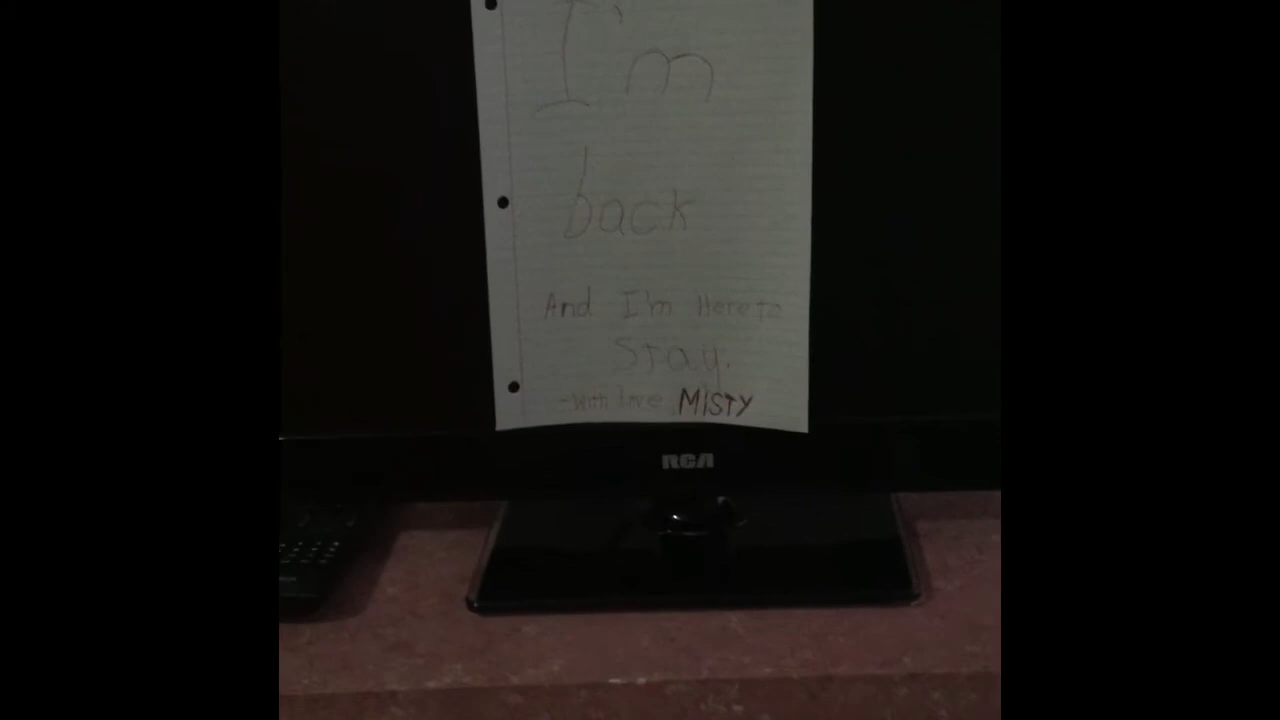 I'm
back
And I'm Here to
Stay.
-With love, MISTY
RCA